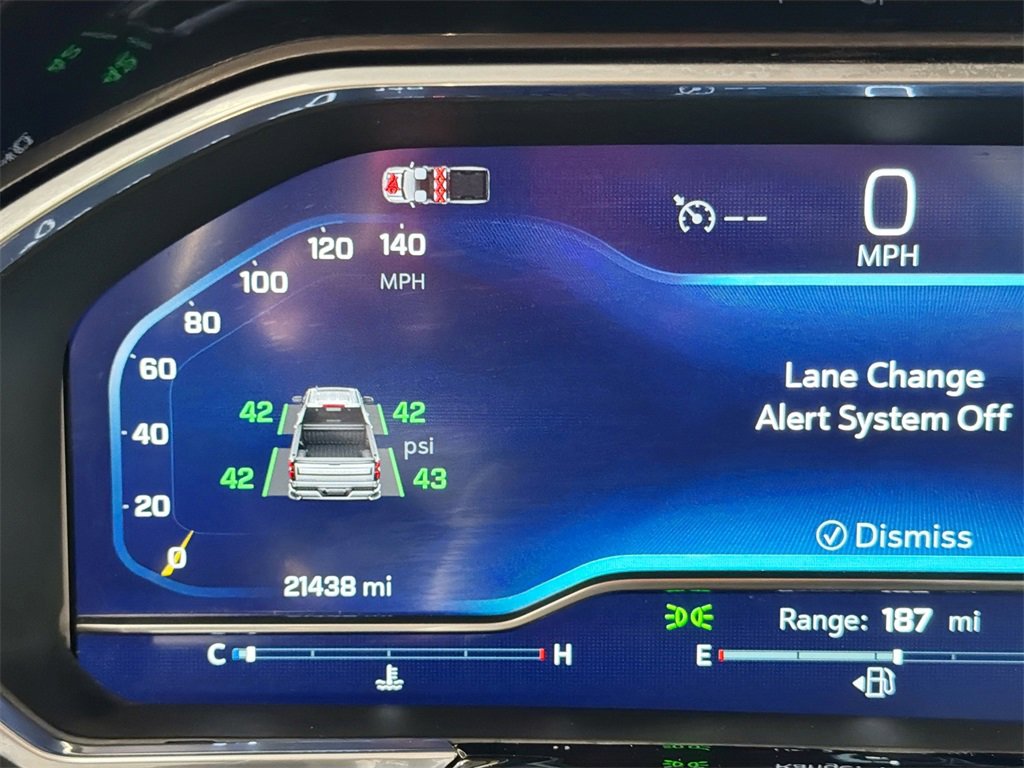 0
MPH
120 140
MPH
100
80
60
40
20
0
42 42
psi
42 43
21438 mi
Lane Change
Alert System Off
Dismiss
Range: 187 mi
C H
E